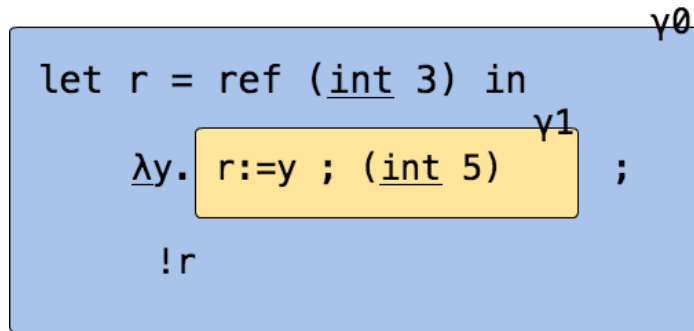 γ0
let r = ref (int 3) in
γ1
λy. r:=y ; (int 5) ;
!r